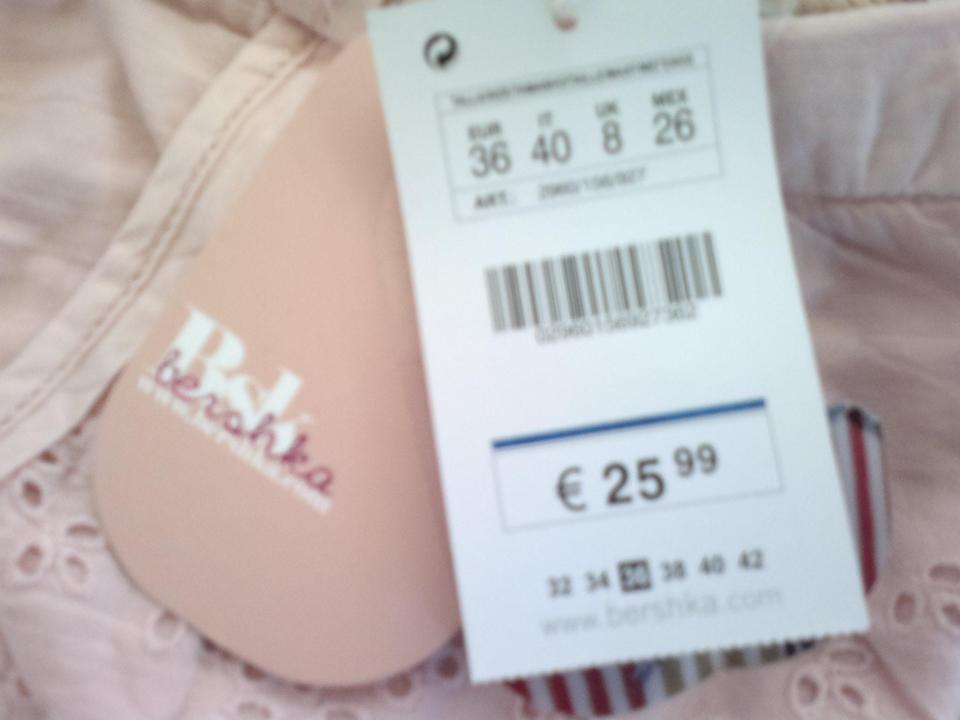 Bsk
bershka
EUR IT UK MEX
36 40 8 26
ART.:
€ 25 99
32 34 36 38 40 42
www.bershka.com